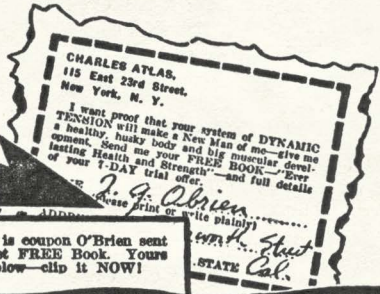 CHARLES ATLAS,
115 East 23rd Street,
New York, N. Y.
I want proof that your system of DYNAMIC
TENSION will make a New Man of me—give me
a healthy, husky body and big muscular devel-
opment. Send me your FREE BOOK—"Ever
lasting Health and Strength"—and full details
of your 7-DAY trial offer.
J. G. O'Brien
(Please print or write plainly)
Street
STATE Cal.
is coupon O'Brien sent
FREE Book. Yours
clip it NOW!